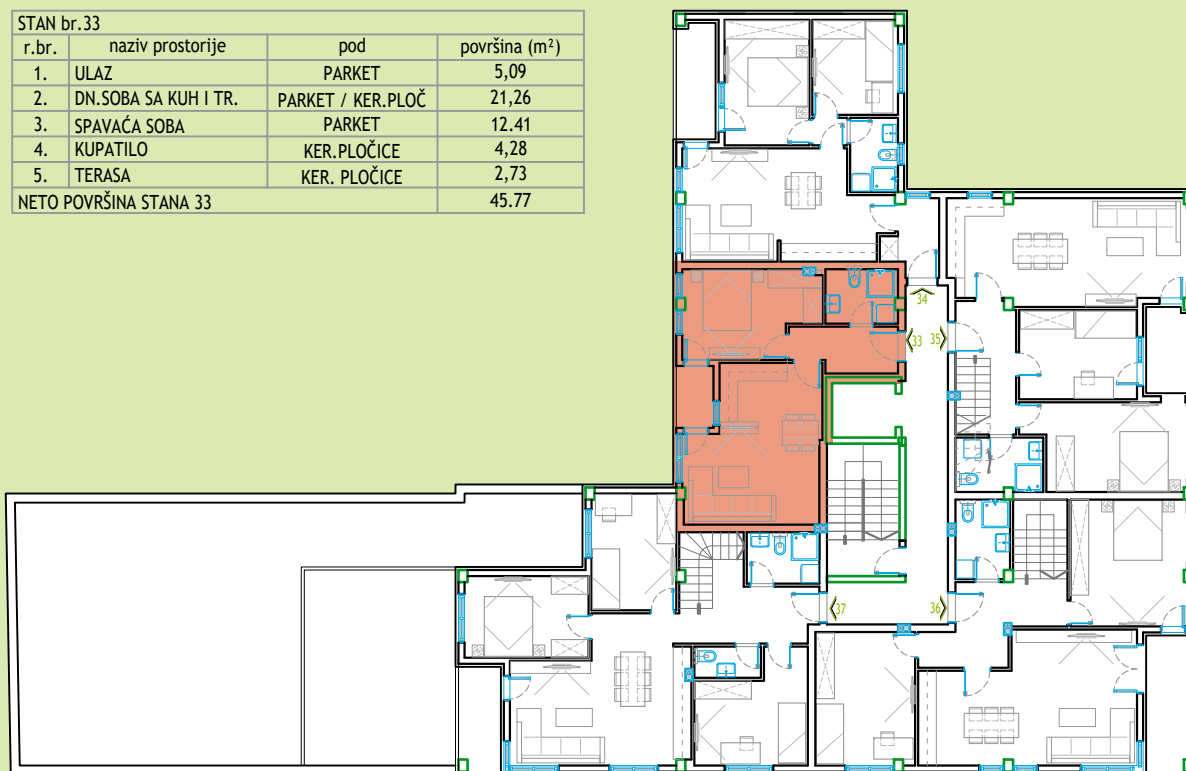 STAN br.33
r.br. naziv prostorije pod površina (m²)
1. ULAZ PARKET 5,09
2. DN.SOBA SA KUH I TR. PARKET / KER.PLOČ 21,26
3. SPAVAĆA SOBA PARKET 12.41
4. KUPATILO KER.PLOČICE 4,28
5. TERASA KER. PLOČICE 2,73
NETO POVRŠINA STANA 33 45.77
34
33 35
37 36